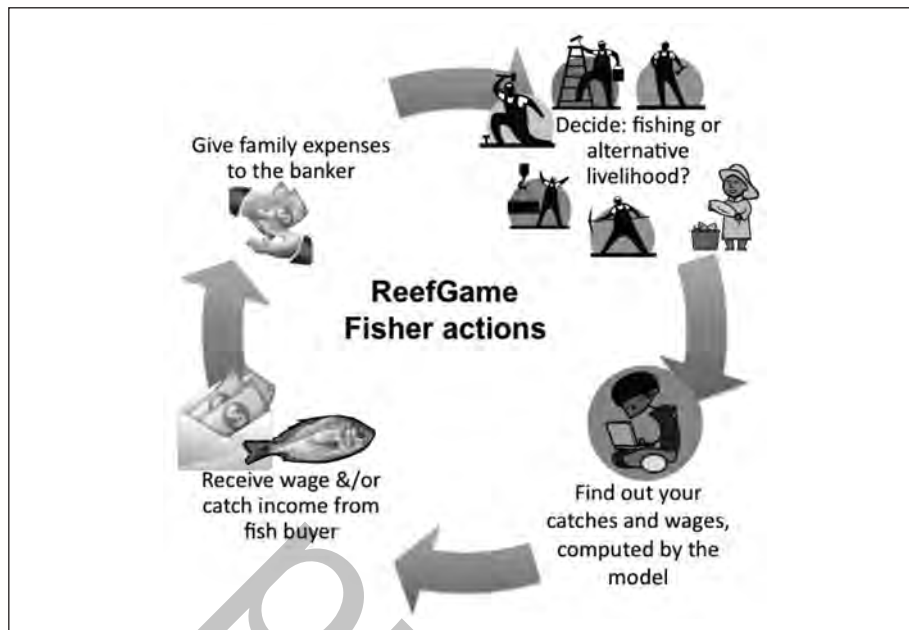 ReefGame
Fisher actions
Decide: fishing or
alternative
livelihood?
Find out your
catches and wages,
computed by the
model
Receive wage &/or
catch income from
fish buyer
Give family expenses
to the banker